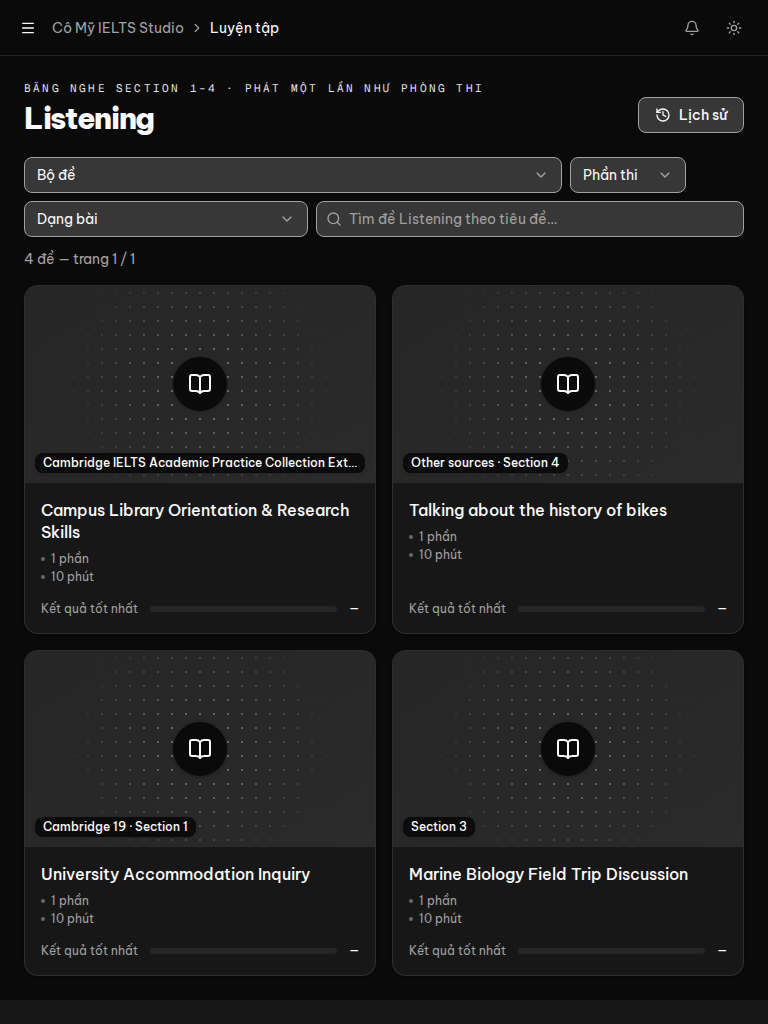 Cô Mỹ IELTS Studio > Luyện tập
BĂNG NGHE SECTION 1–4 · PHÁT MỘT LẦN NHƯ PHÒNG THI
Listening
Lịch sử
Bộ đề
Phần thi
Dạng bài
Tìm đề Listening theo tiêu đề...
4 đề — trang 1 / 1
Cambridge IELTS Academic Practice Collection Ext...
Campus Library Orientation & Research
Skills
1 phần
10 phút
Kết quả tốt nhất –
Other sources · Section 4
Talking about the history of bikes
1 phần
10 phút
Kết quả tốt nhất –
Cambridge 19 · Section 1
University Accommodation Inquiry
1 phần
10 phút
Kết quả tốt nhất –
Section 3
Marine Biology Field Trip Discussion
1 phần
10 phút
Kết quả tốt nhất –